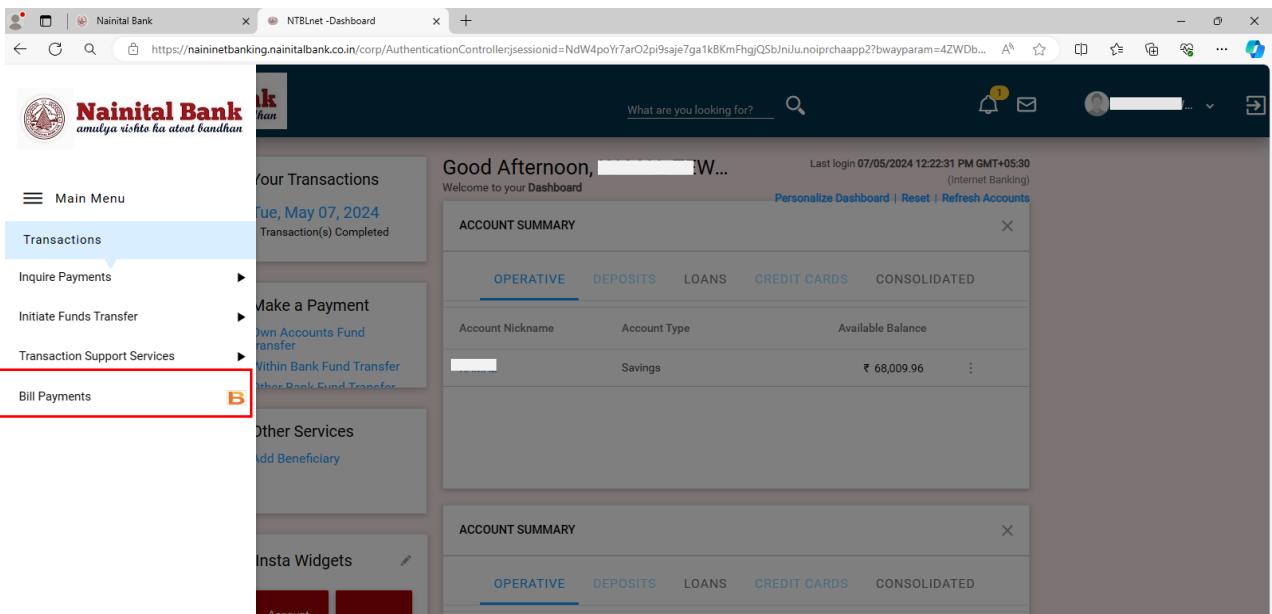 Nainital Bank
NTBLnet -Dashboard
https://naininetbanking.nainitalbank.co.in/corp/AuthenticationController;jsessionid=NdW4poYr7arO2pi9saje7ga1kBKmFhgjQSbJniJu.noiprchaapp2?bwayparam=4ZWDb...
Nainital Bank
amulya rishto ka atoot bandhan
k
han
What are you looking for?
1
Main Menu
Transactions
Inquire Payments
Initiate Funds Transfer
Transaction Support Services
Bill Payments
B
Your Transactions
Tue, May 07, 2024
Transaction(s) Completed
Make a Payment
Own Accounts Fund
Transfer
Within Bank Fund Transfer
Other Bank Fund Transfer
Other Services
Add Beneficiary
Insta Widgets
Account
Good Afternoon, EW...
Welcome to your Dashboard
Last login 07/05/2024 12:22:31 PM GMT+05:30
(Internet Banking)
Personalize Dashboard | Reset | Refresh Accounts
ACCOUNT SUMMARY
OPERATIVE DEPOSITS LOANS CREDIT CARDS CONSOLIDATED
Account Nickname Account Type Available Balance
Savings ₹ 68,009.96
ACCOUNT SUMMARY
OPERATIVE DEPOSITS LOANS CREDIT CARDS CONSOLIDATED